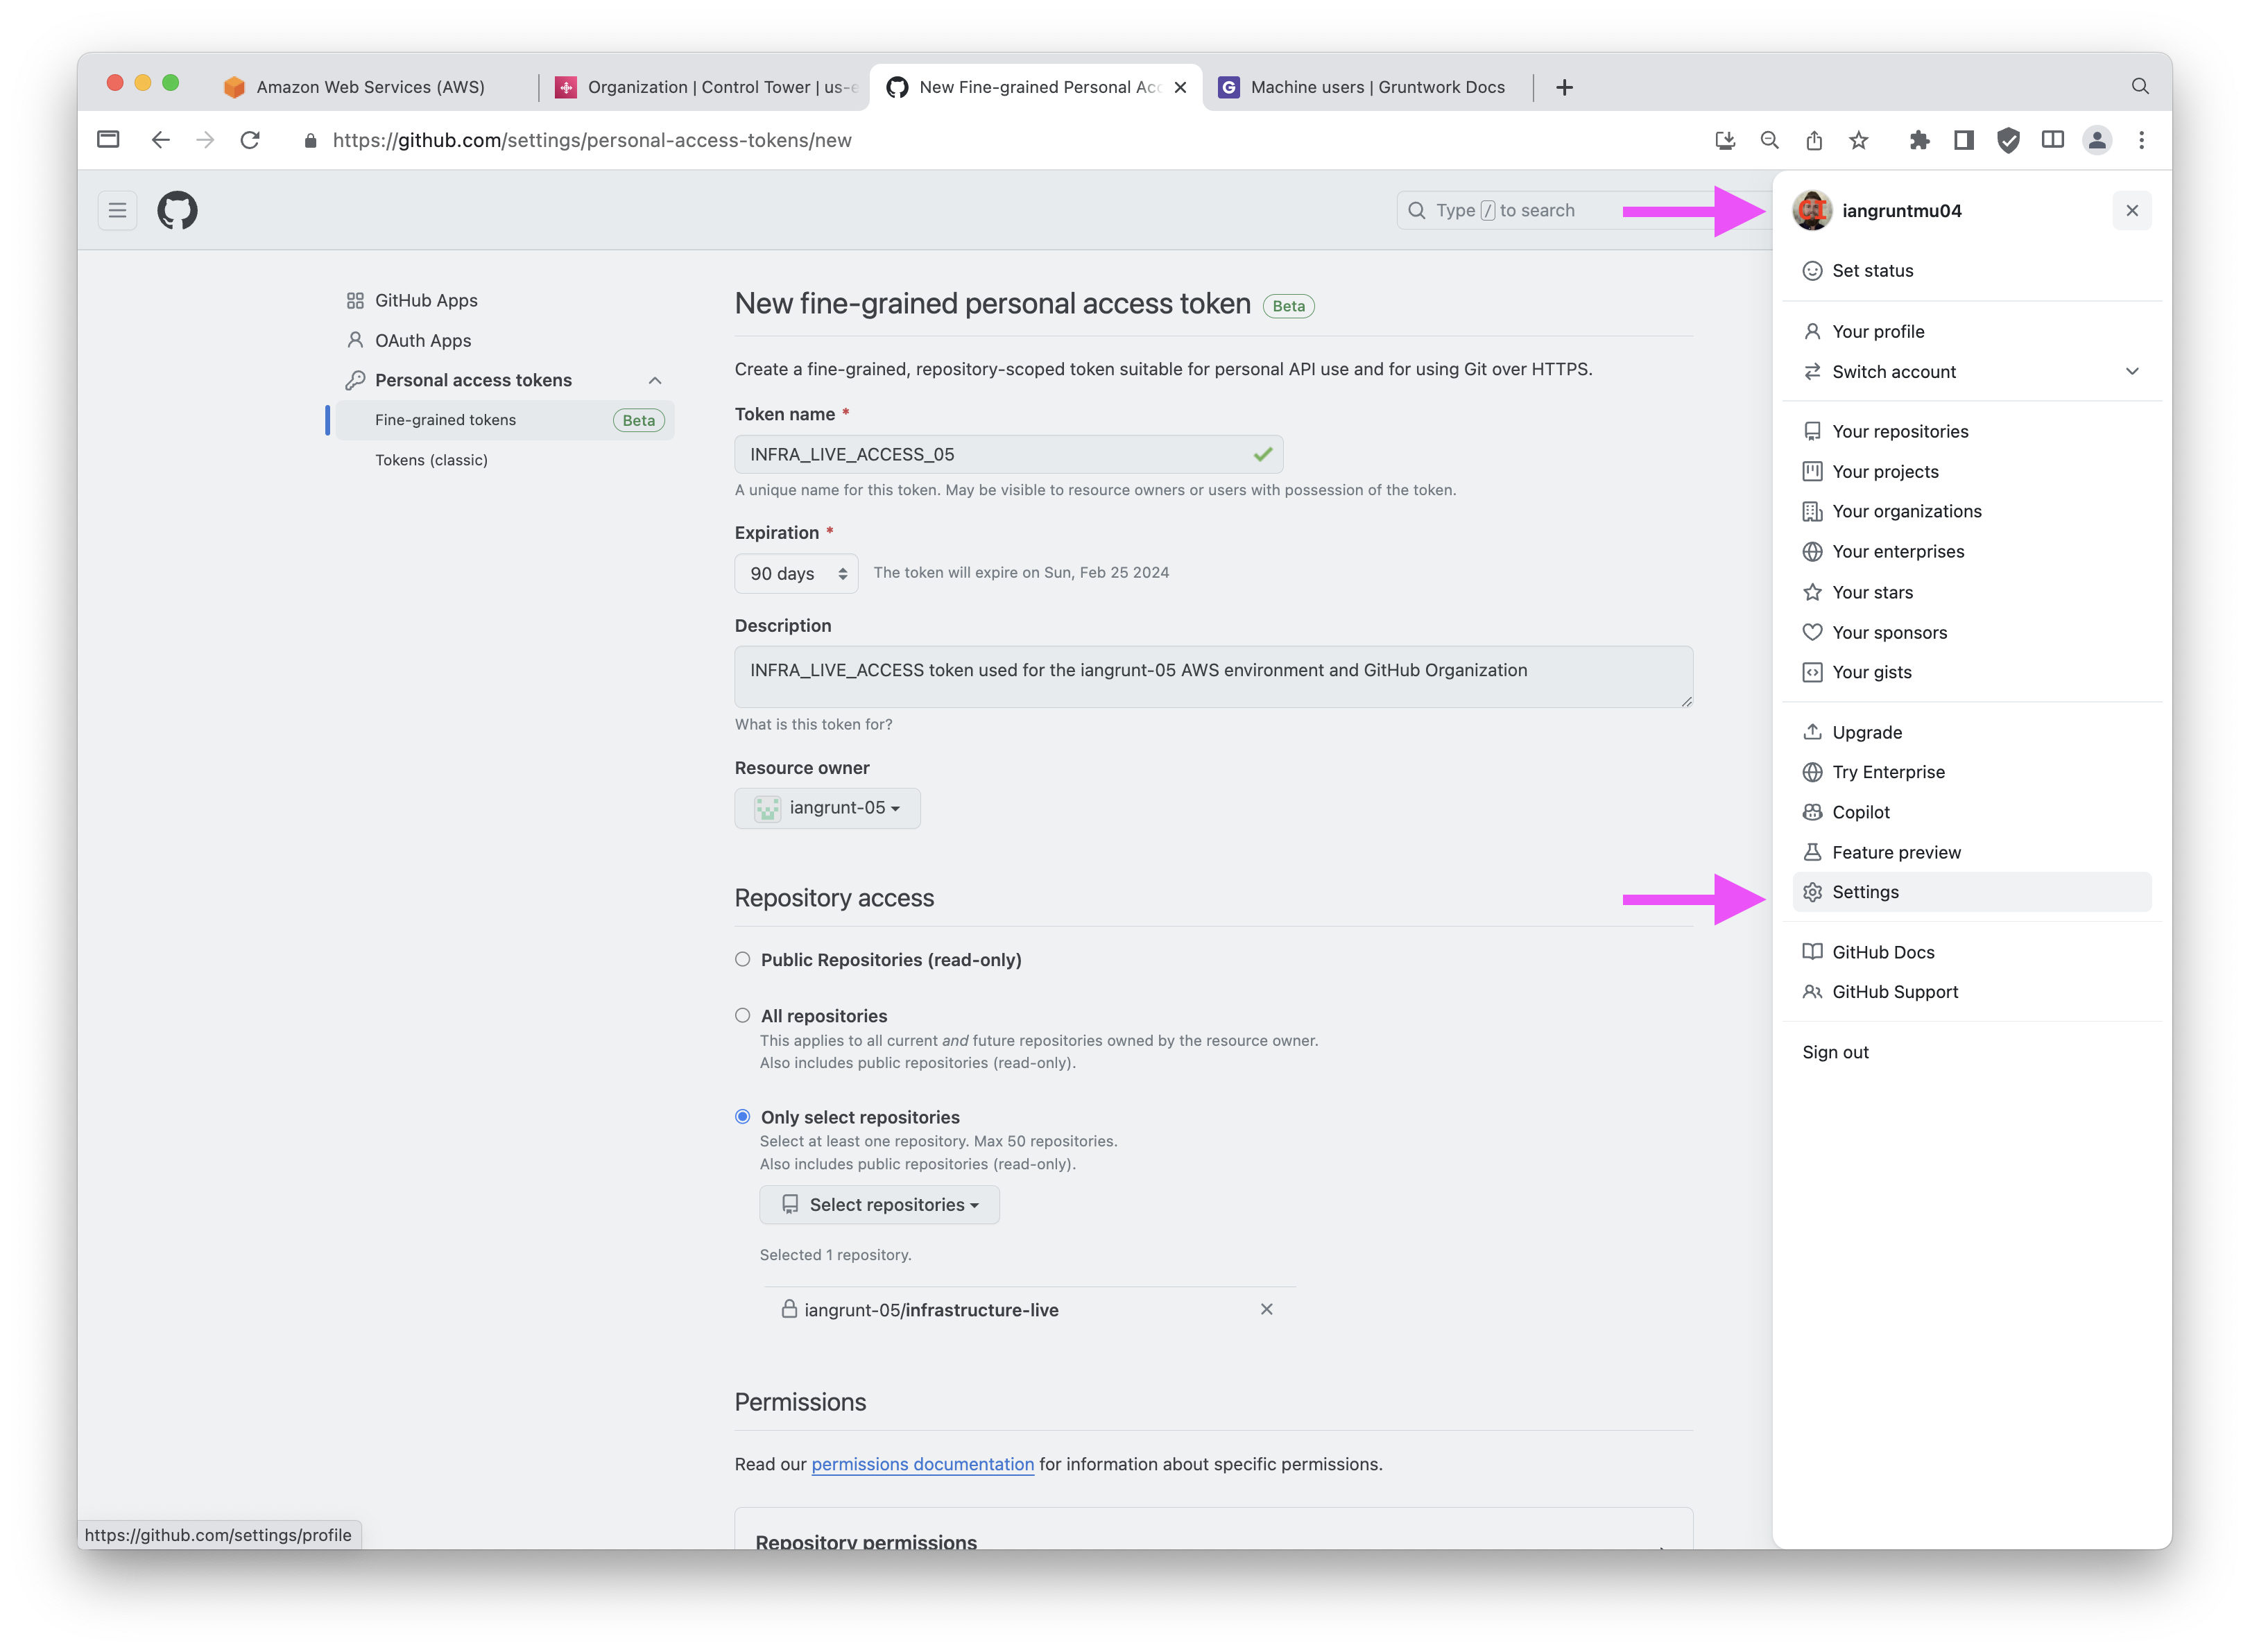 Amazon Web Services (AWS)
Organization | Control Tower | us-e
New Fine-grained Personal Acc
Machine users | Gruntwork Docs
https://github.com/settings/personal-access-tokens/new
Type / to search
iangruntmu04
Set status
Your profile
Switch account
Your repositories
Your projects
Your organizations
Your enterprises
Your stars
Your sponsors
Your gists
Upgrade
Try Enterprise
Copilot
Feature preview
Settings
GitHub Docs
GitHub Support
Sign out
GitHub Apps
OAuth Apps
Personal access tokens
Fine-grained tokens Beta
Tokens (classic)
New fine-grained personal access token Beta
Create a fine-grained, repository-scoped token suitable for personal API use and for using Git over HTTPS.
Token name *
INFRA_LIVE_ACCESS_05
A unique name for this token. May be visible to resource owners or users with possession of the token.
Expiration *
90 days The token will expire on Sun, Feb 25 2024
Description
INFRA_LIVE_ACCESS token used for the iangrunt-05 AWS environment and GitHub Organization
What is this token for?
Resource owner
iangrunt-05
Repository access
Public Repositories (read-only)
All repositories
This applies to all current and future repositories owned by the resource owner.
Also includes public repositories (read-only).
Only select repositories
Select at least one repository. Max 50 repositories.
Also includes public repositories (read-only).
Select repositories
Selected 1 repository.
iangrunt-05/infrastructure-live
Permissions
Read our permissions documentation for information about specific permissions.
Repository permissions
https://github.com/settings/profile